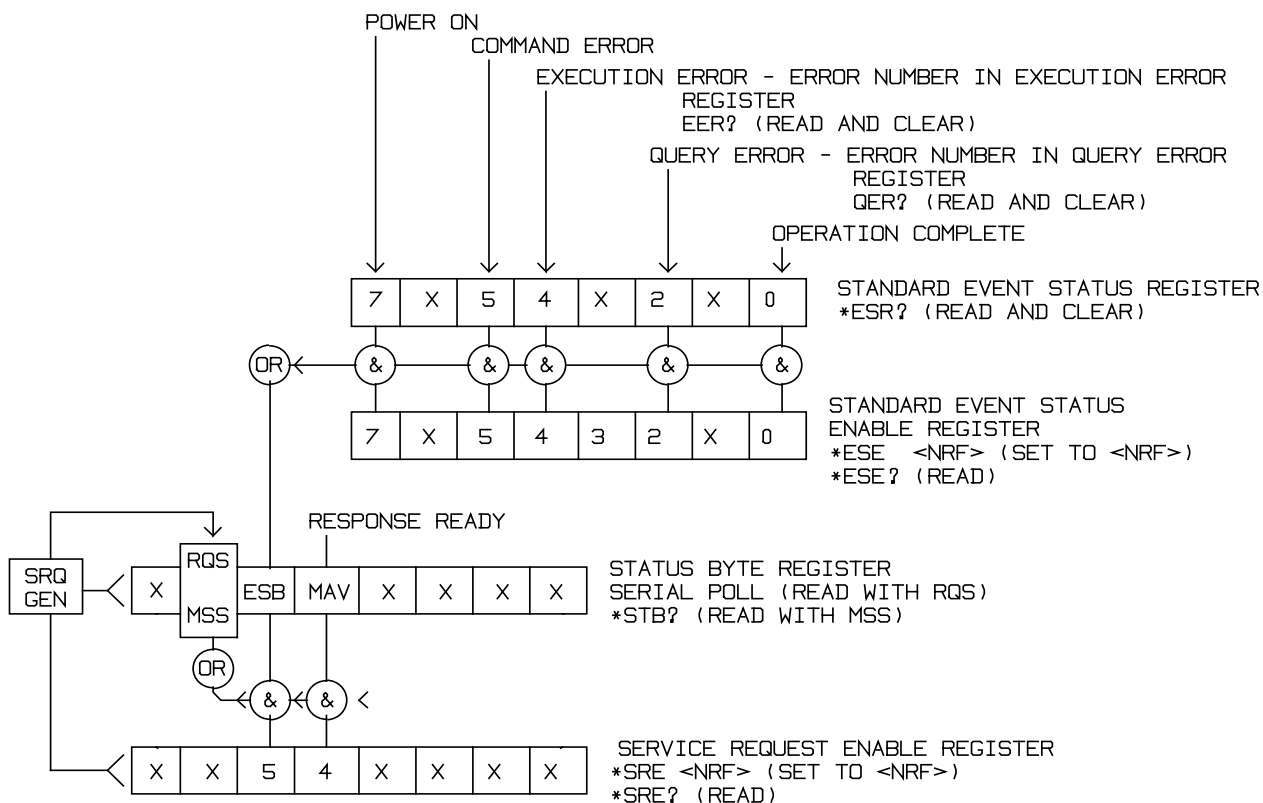 POWER ON
COMMAND ERROR
EXECUTION ERROR - ERROR NUMBER IN EXECUTION ERROR
REGISTER
EER? (READ AND CLEAR)
QUERY ERROR - ERROR NUMBER IN QUERY ERROR
REGISTER
QER? (READ AND CLEAR)
OPERATION COMPLETE
7 X 5 4 X 2 X 0
STANDARD EVENT STATUS REGISTER
*ESR? (READ AND CLEAR)
OR & & & & &
7 X 5 4 3 2 X 0
STANDARD EVENT STATUS
ENABLE REGISTER
*ESE <NRF> (SET TO <NRF>)
*ESE? (READ)
RESPONSE READY
SRQ
GEN
X RQS MSS ESB MAV X X X X
STATUS BYTE REGISTER
SERIAL POLL (READ WITH RQS)
*STB? (READ WITH MSS)
OR
& &
X X 5 4 X X X X
SERVICE REQUEST ENABLE REGISTER
*SRE <NRF> (SET TO <NRF>)
*SRE? (READ)